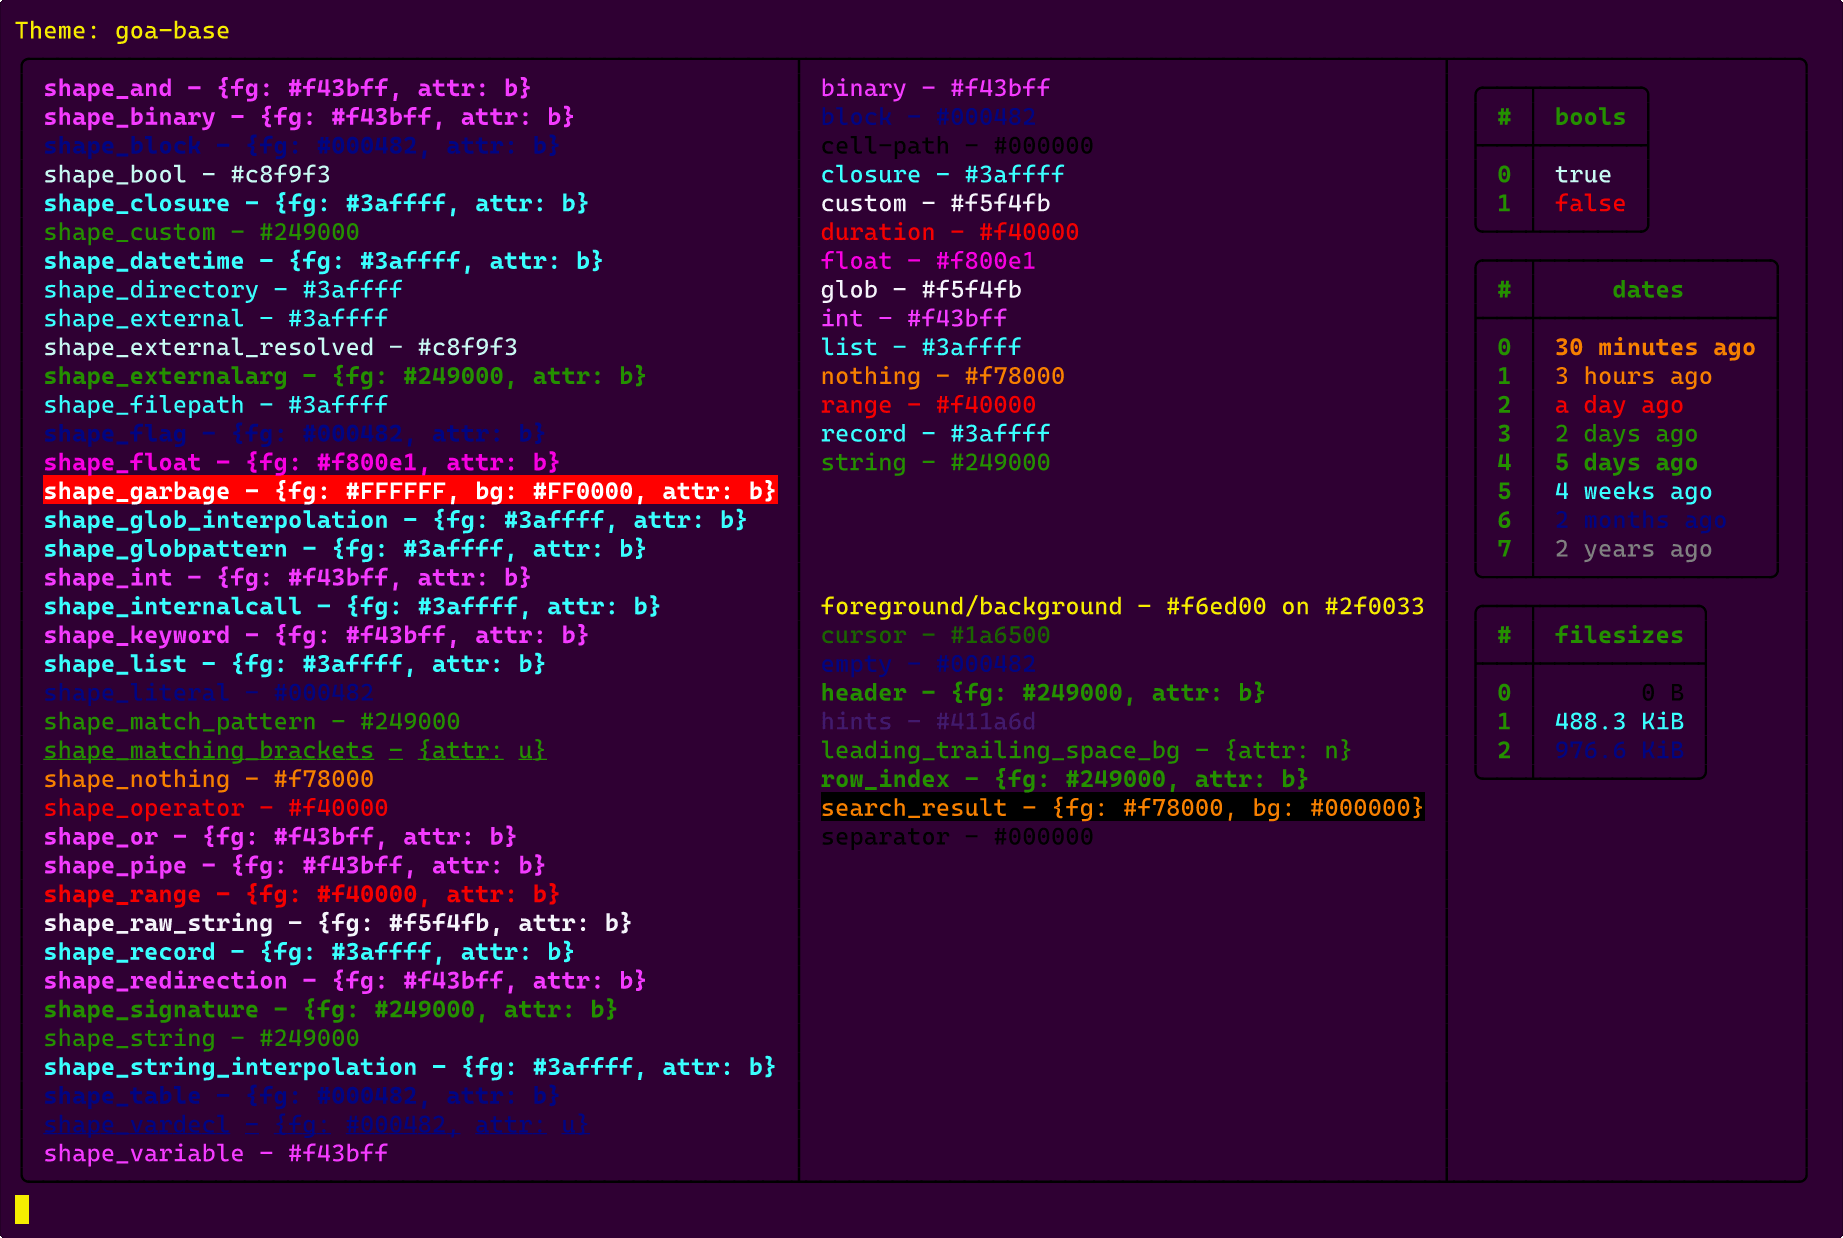 Theme: goa-base
shape_and - {fg: #f43bff, attr: b}
shape_binary - {fg: #f43bff, attr: b}
shape_block - {fg: #000482, attr: b}
shape_bool - #c8f9f3
shape_closure - {fg: #3affff, attr: b}
shape_custom - #249000
shape_datetime - {fg: #3affff, attr: b}
shape_directory - #3affff
shape_external - #3affff
shape_external_resolved - #c8f9f3
shape_externalarg - {fg: #249000, attr: b}
shape_filepath - #3affff
shape_flag - {fg: #000482, attr: b}
shape_float - {fg: #f800e1, attr: b}
shape_garbage - {fg: #FFFFFF, bg: #FF0000, attr: b}
shape_glob_interpolation - {fg: #3affff, attr: b}
shape_globpattern - {fg: #3affff, attr: b}
shape_int - {fg: #f43bff, attr: b}
shape_internalcall - {fg: #3affff, attr: b}
shape_keyword - {fg: #f43bff, attr: b}
shape_list - {fg: #3affff, attr: b}
shape_literal - #000482
shape_match_pattern - #249000
shape_matching_brackets - {attr: u}
shape_nothing - #f78000
shape_operator - #f40000
shape_or - {fg: #f43bff, attr: b}
shape_pipe - {fg: #f43bff, attr: b}
shape_range - {fg: #f40000, attr: b}
shape_raw_string - {fg: #f5f4fb, attr: b}
shape_record - {fg: #3affff, attr: b}
shape_redirection - {fg: #f43bff, attr: b}
shape_signature - {fg: #249000, attr: b}
shape_string - #249000
shape_string_interpolation - {fg: #3affff, attr: b}
shape_table - {fg: #000482, attr: b}
shape_vardecl - {fg: #000482, attr: u}
shape_variable - #f43bff
binary - #f43bff
block - #000482
cell-path - #000000
closure - #3affff
custom - #f5f4fb
duration - #f40000
float - #f800e1
glob - #f5f4fb
int - #f43bff
list - #3affff
nothing - #f78000
range - #f40000
record - #3affff
string - #249000
foreground/background - #f6ed00 on #2f0033
cursor - #1a6500
empty - #000482
header - {fg: #249000, attr: b}
hints - #411a6d
leading_trailing_space_bg - {attr: n}
row_index - {fg: #249000, attr: b}
search_result - {fg: #f78000, bg: #000000}
separator - #000000
# bools
0 true
1 false
# dates
0 30 minutes ago
1 3 hours ago
2 a day ago
3 2 days ago
4 5 days ago
5 4 weeks ago
6 2 months ago
7 2 years ago
# filesizes
0 0 B
1 488.3 KiB
2 976.6 KiB